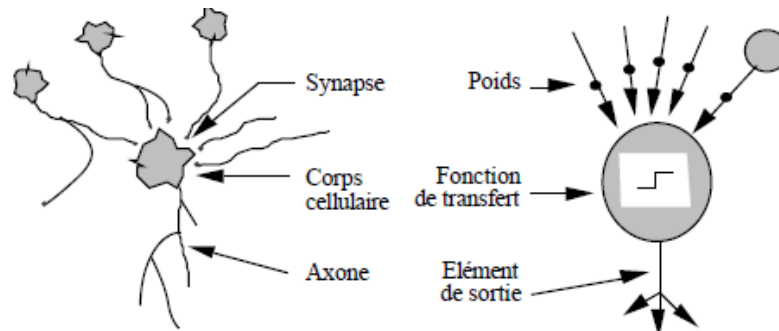 Synapse
Corps
cellulaire
Axone
Poids
Fonction
de transfert
Elément
de sortie